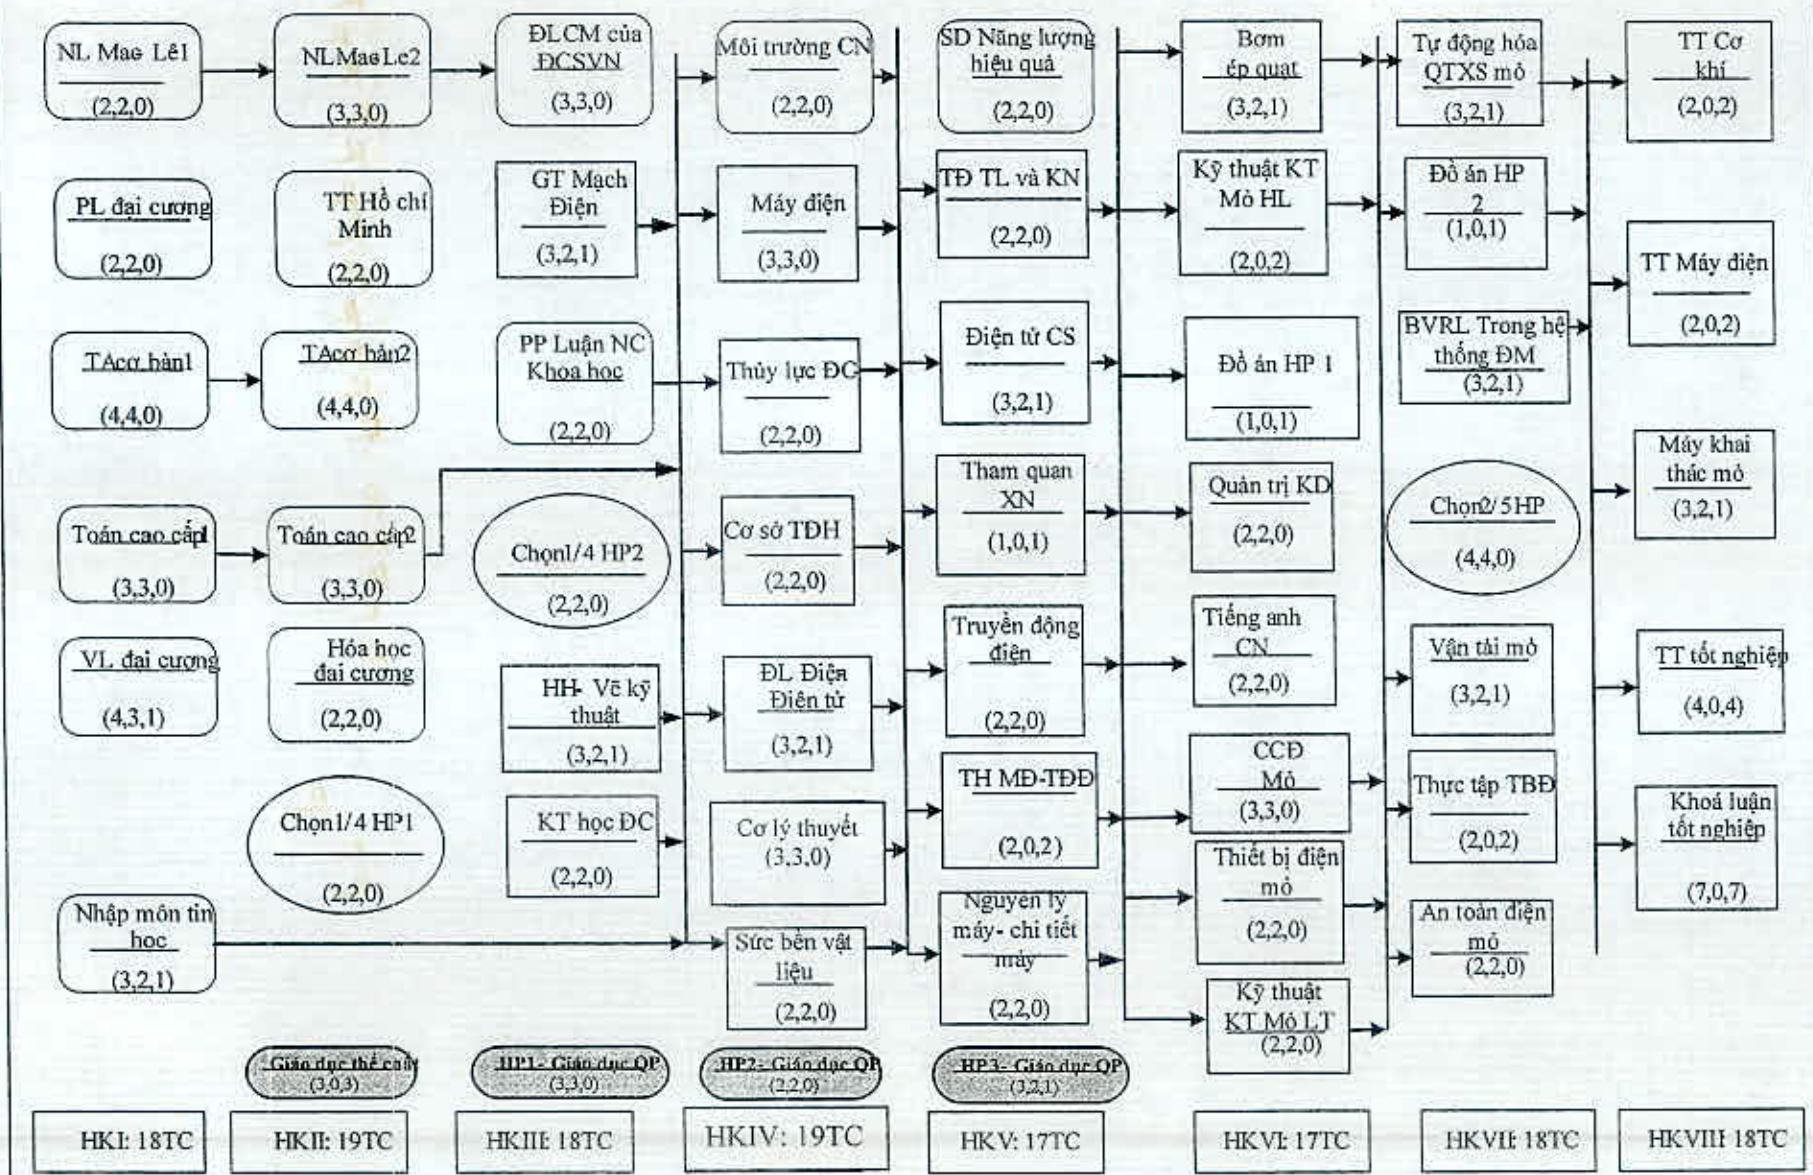 NL Mac Lê1
(2,2,0)
PL đại cương
(2,2,0)
TAcơ bản1
(4,4,0)
Toán cao cấp1
(3,3,0)
VL đại cương
(4,3,1)
Nhập môn tin
học
(3,2,1)
HKI: 18TC
NLMacLe2
(3,3,0)
TT Hồ chí
Minh
(2,2,0)
TAcơ bản2
(4,4,0)
Toán cao cấp2
(3,3,0)
Hóa học
đại cương
(2,2,0)
Chọn1/4 HP1
(2,2,0)
Giáo dục thể chất
(3,0,3)
HKII: 19TC
ĐLCM của
ĐCSVN
(3,3,0)
GT Mạch
Điện
(3,2,1)
PP Luận NC
Khoa học
(2,2,0)
Chọn1/4 HP2
(2,2,0)
HH- Vẽ kỹ
thuật
(3,2,1)
KT học ĐC
(2,2,0)
HP1- Giáo dục QP
(3,3,0)
HKIII: 18TC
Môi trường CN
(2,2,0)
Máy điện
(3,3,0)
Thủy lực ĐC
(2,2,0)
Cơ sở TĐH
(2,2,0)
ĐL Điện
Điện tử
(3,2,1)
Cơ lý thuyết
(3,3,0)
Sức bền vật
liệu
(2,2,0)
HP2- Giáo dục QP
(2,2,0)
HKIV: 19TC
SD Năng lượng
hiệu quả
(2,2,0)
TĐ TL và KN
(2,2,0)
Điện tử CS
(3,2,1)
Tham quan
XN
(1,0,1)
Truyền động
điện
(2,2,0)
TH MĐ-TĐĐ
(2,0,2)
Nguyên lý
máy- chi tiết
máy
(2,2,0)
HP3- Giáo dục QP
(3,2,1)
HKV: 17TC
Bơm
ép quạt
(3,2,1)
Kỹ thuật KT
Mỏ HL
(2,0,2)
Đồ án HP 1
(1,0,1)
Quản trị KD
(2,2,0)
Tiếng anh
CN
(2,2,0)
CCĐ
Mỏ
(3,3,0)
Thiết bị điện
mỏ
(2,2,0)
Kỹ thuật
KT Mỏ LT
(2,2,0)
HKVI: 17TC
Tự động hóa
QTXS mỏ
(3,2,1)
Đồ án HP
2
(1,0,1)
BVRL Trong hệ
thống ĐM
(3,2,1)
Chọn2/5HP
(4,4,0)
Vận tải mỏ
(3,2,1)
Thực tập TBĐ
(2,0,2)
An toàn điện
mỏ
(2,2,0)
HKVII: 18TC
TT Cơ
khí
(2,0,2)
TT Máy điện
(2,0,2)
Máy khai
thác mỏ
(3,2,1)
TT tốt nghiệp
(4,0,4)
Khoá luận
tốt nghiệp
(7,0,7)
HKVIII: 18TC